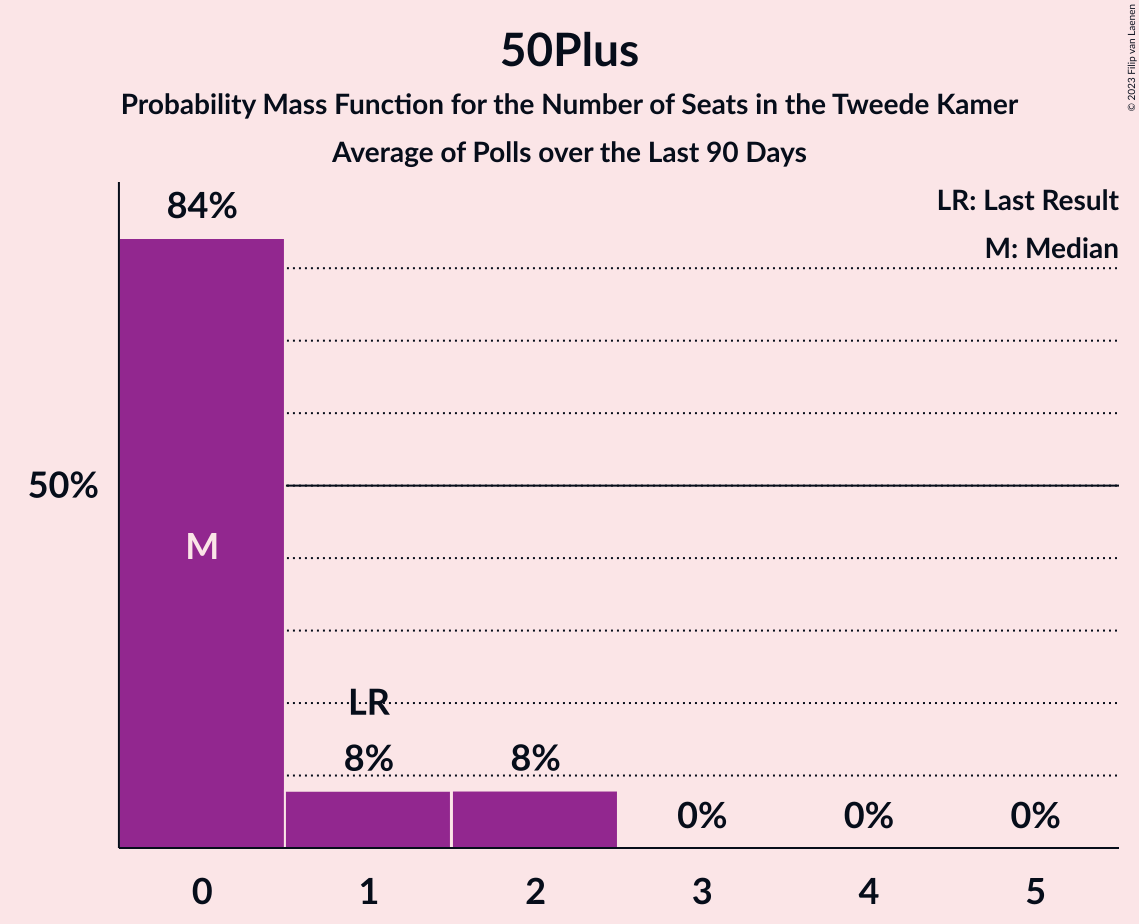 50Plus
Probability Mass Function for the Number of Seats in the Tweede Kamer
Average of Polls over the Last 90 Days
© 2023 Filip van Laenen
LR: Last Result
M: Median
84%
50%
M
LR
8%
8%
0%
0%
0%
0
1
2
3
4
5